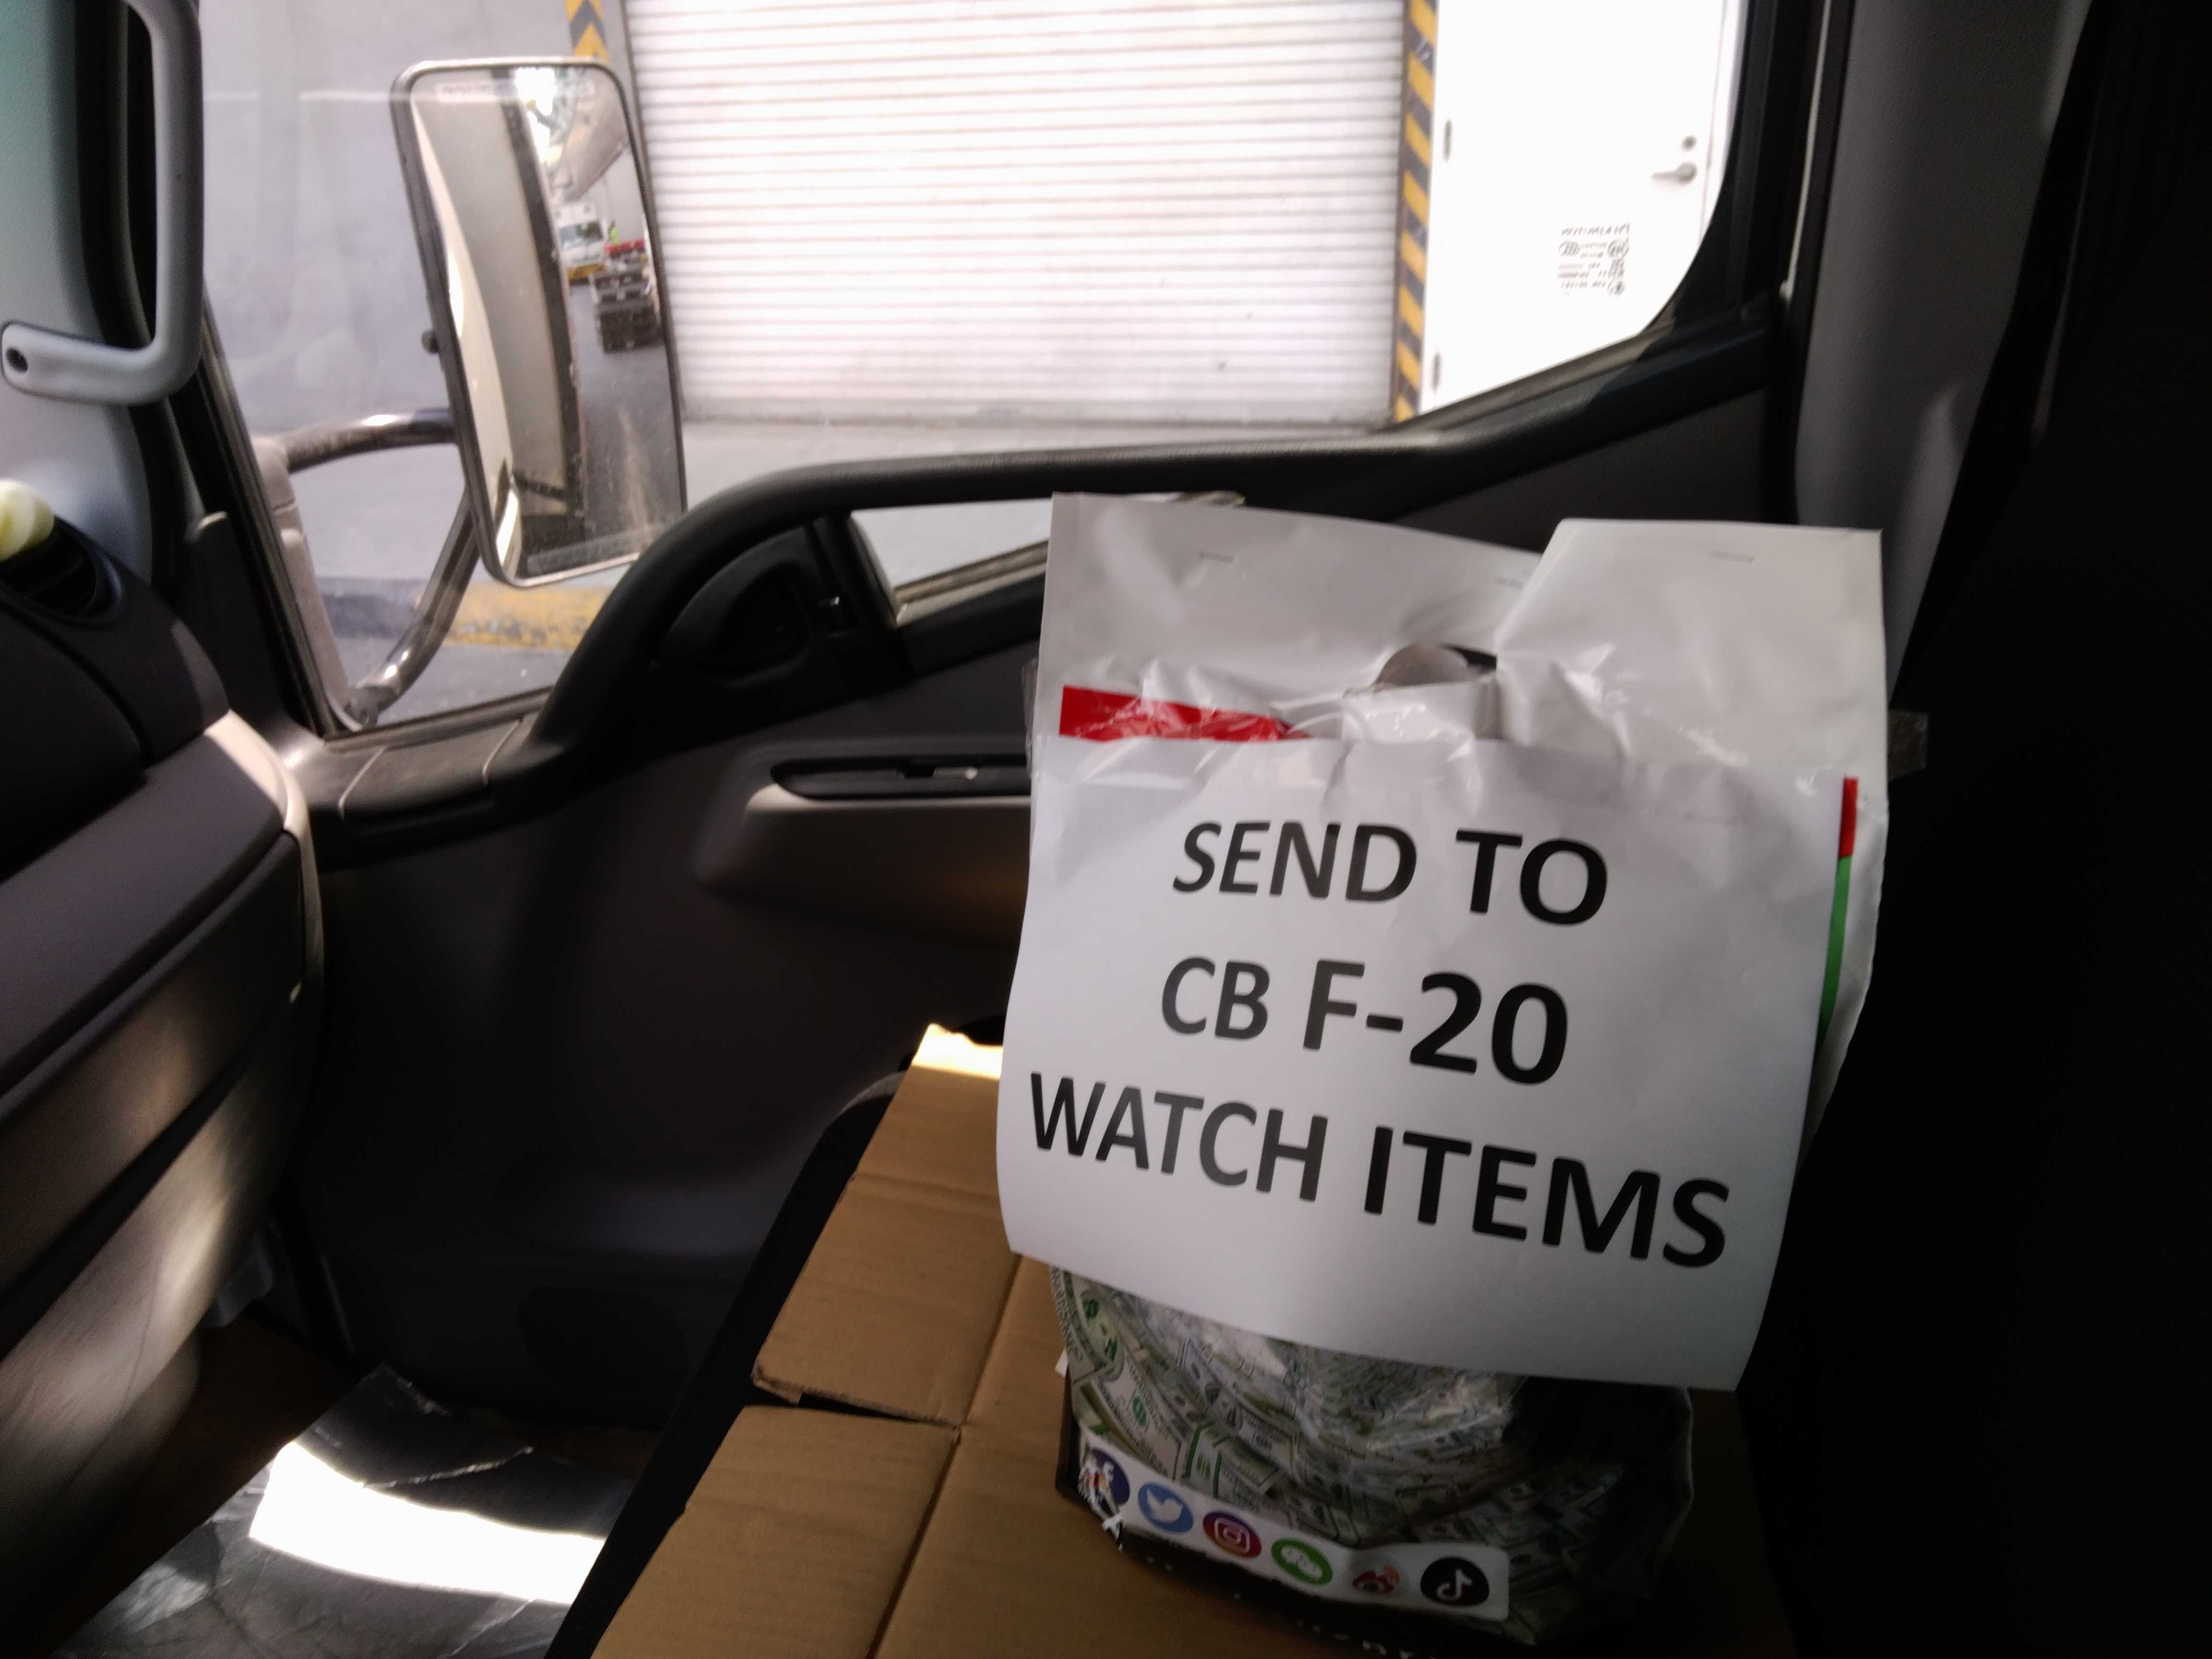 SEND TO
CB F-20
WATCH ITEMS